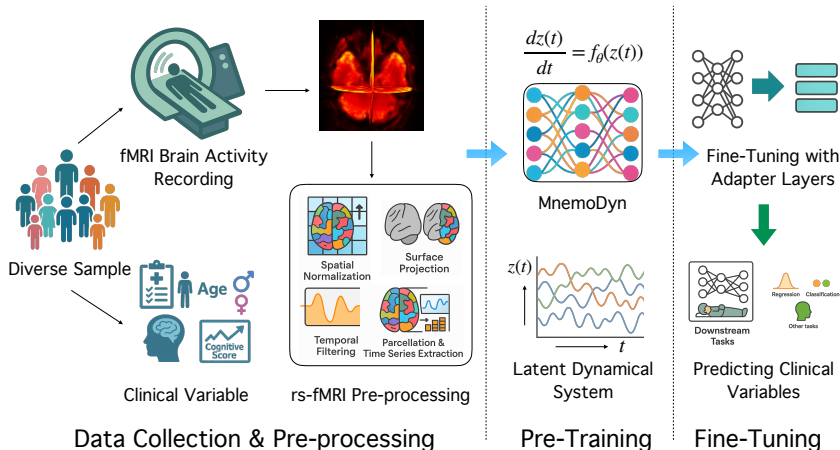 fMRI Brain Activity
Recording
Diverse Sample
Age
Cognitive
Score
Clinical Variable
Spatial
Normalization
Surface
Projection
Temporal
Filtering
Parcellation &
Time Series Extraction
rs-fMRI Pre-processing
Data Collection & Pre-processing
dz(t)
dt
= fθ(z(t))
MnemoDyn
z(t)
t
Latent Dynamical
System
Pre-Training
Fine-Tuning with
Adapter Layers
Downstream
Tasks
Regression
Classification
Other tasks
Predicting Clinical
Variables
Fine-Tuning